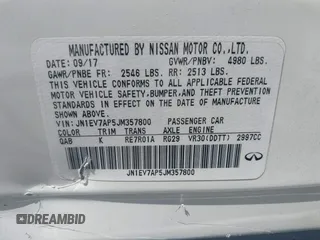 MANUFACTURED BY NISSAN MOTOR CO.,LTD.
DATE: 09/17 GVWR/PNBV: 4980 LBS.
GAWR/PNBE FR: 2546 LBS. RR: 2513 LBS.
THIS VEHICLE CONFORMS TO ALL APPLICABLE FEDERAL
MOTOR VEHICLE SAFETY, BUMPER, AND THEFT
PREVENTION STANDARDS IN EFFECT ON THE DATE OF
MANUFACTURE SHOWN ABOVE.
VIN: JN1EV7AP5JM357800 PASSENGER CAR
COLOR TRIM TRANS AXLE ENGINE
QAB K RE7R01A RG29 VR30(DDTT) 2997CC
JN1EV7AP5JM357800
AUTOBIDMASTER